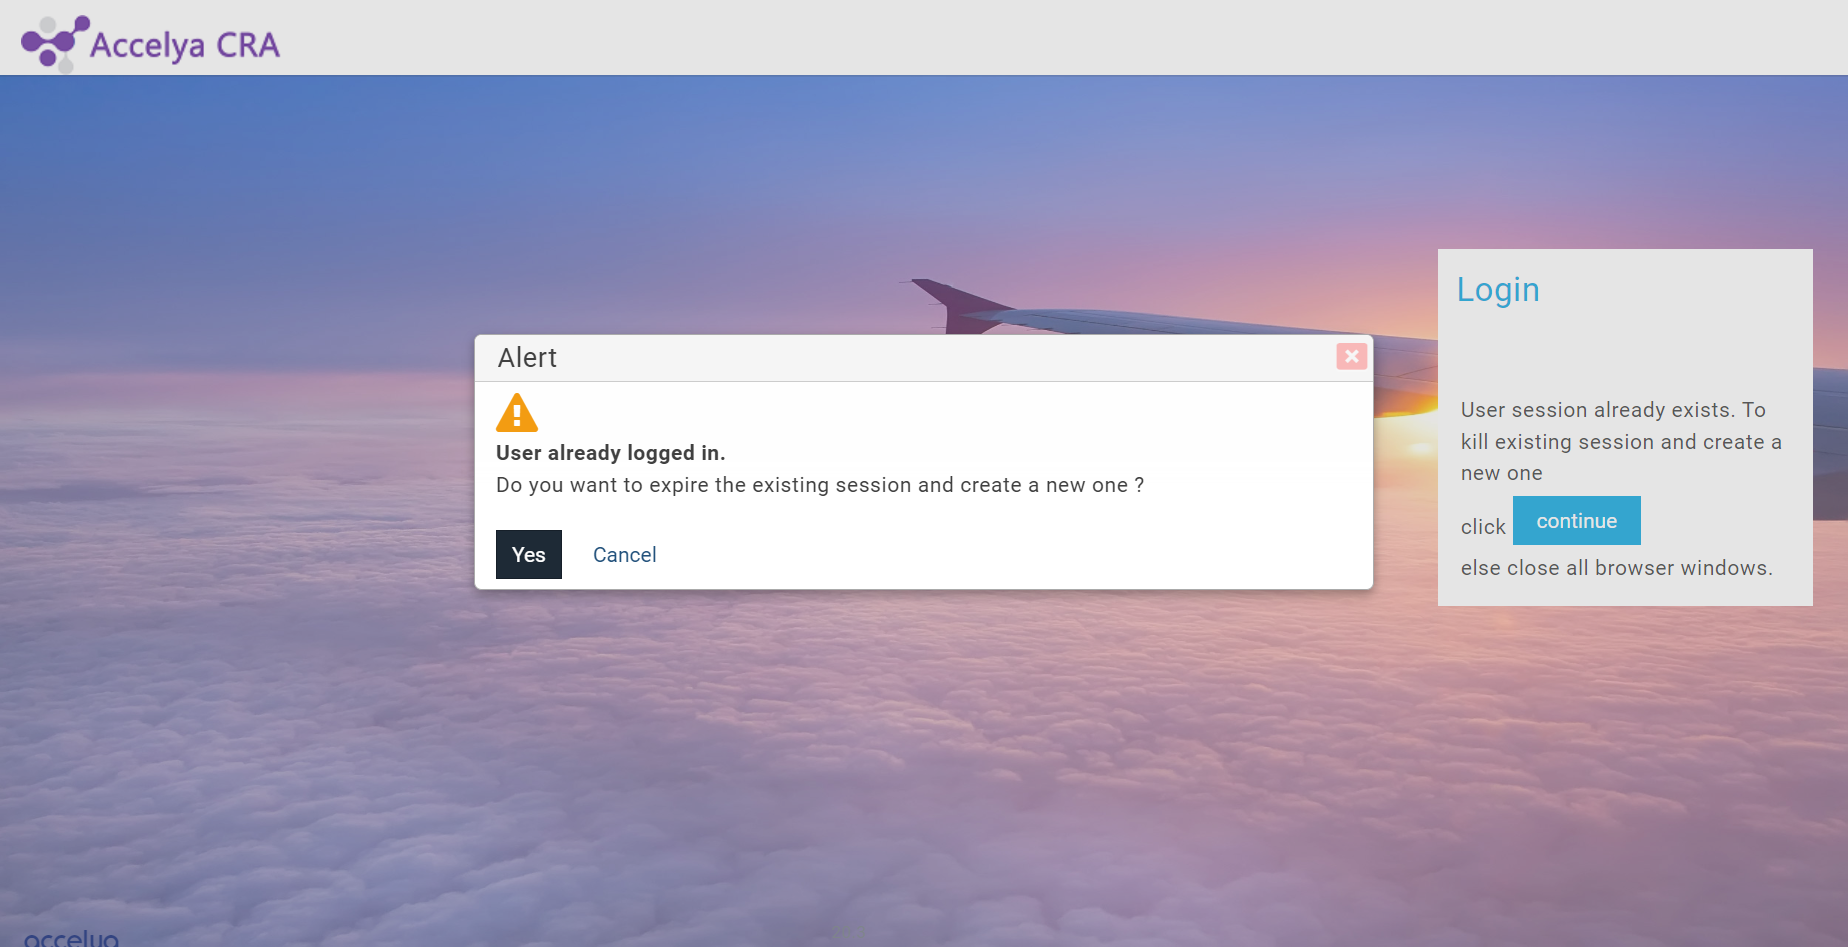 Accelya CRA
Login
Alert
User already logged in.
Do you want to expire the existing session and create a new one ?
Yes
Cancel
User session already exists. To
kill existing session and create a
new one
click continue
else close all browser windows.
accelya